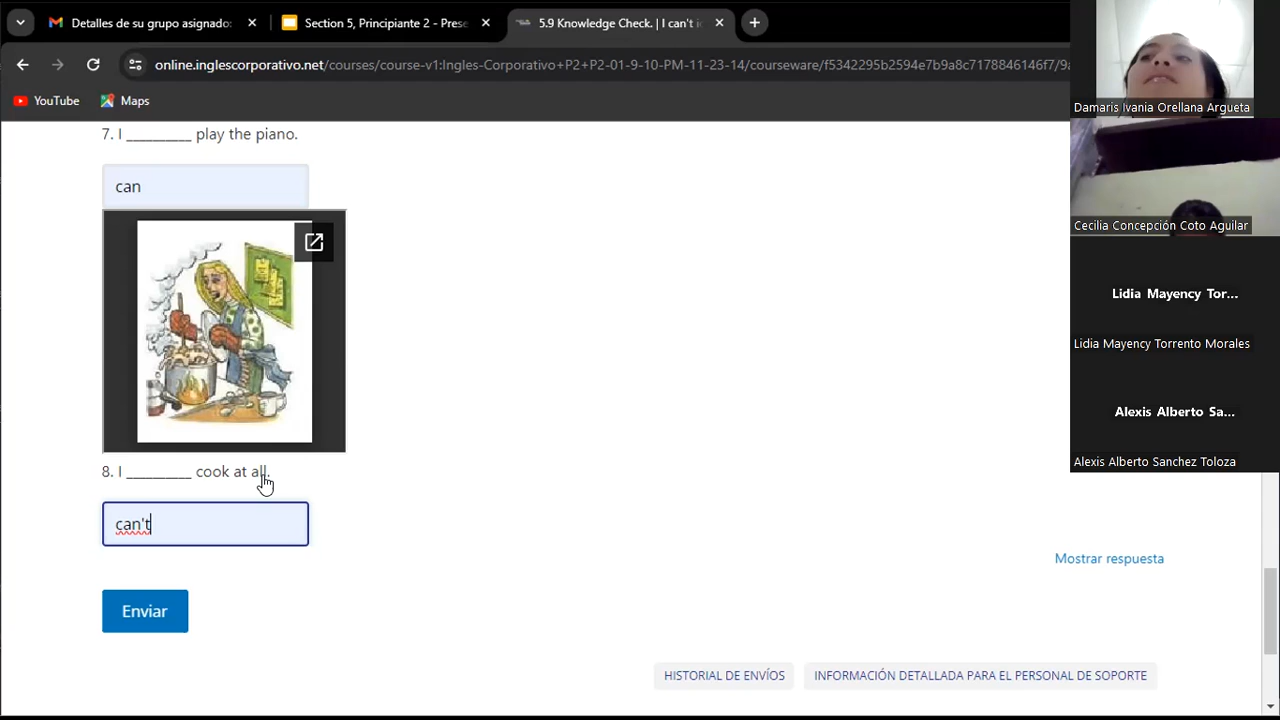 Detalles de su grupo asignado:
Section 5, Principiante 2 - Prese
5.9 Knowledge Check. | I can't i
online.inglescorporativo.net/courses/course-v1:Ingles-Corporativo+P2+P2-01-9-10-PM-11-23-14/courseware/f5342295b2594e7b9a8c7178846146f7/9a
YouTube
Maps
7. I _________ play the piano.
can
8. I _________ cook at all.
can't
Mostrar respuesta
Enviar
HISTORIAL DE ENVÍOS
INFORMACIÓN DETALLADA PARA EL PERSONAL DE SOPORTE
Damaris Ivania Orellana Argueta
Cecilia Concepción Coto Aguilar
Lidia Mayency Tor...
Lidia Mayency Torrento Morales
Alexis Alberto Sa...
Alexis Alberto Sanchez Toloza